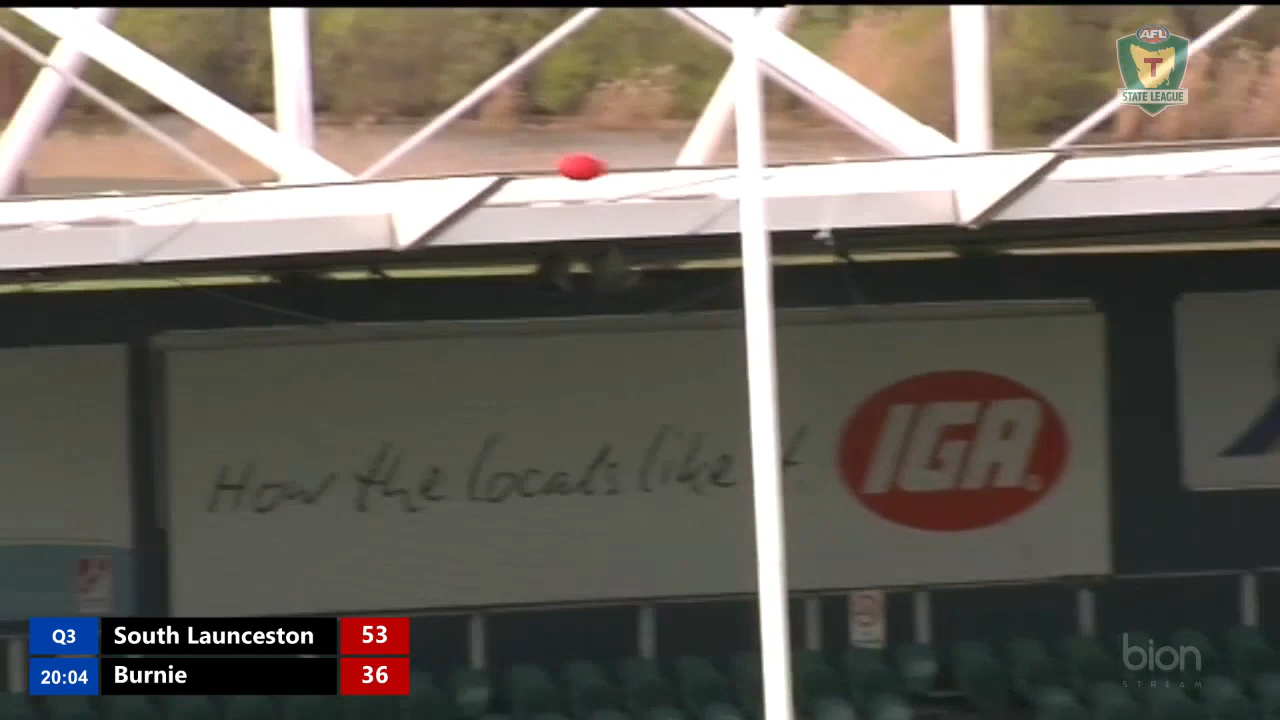 AFL
T
STATE LEAGUE
How the locals like it.
IGA.
Q3 South Launceston 53
20:04 Burnie 36
bion
STREAM